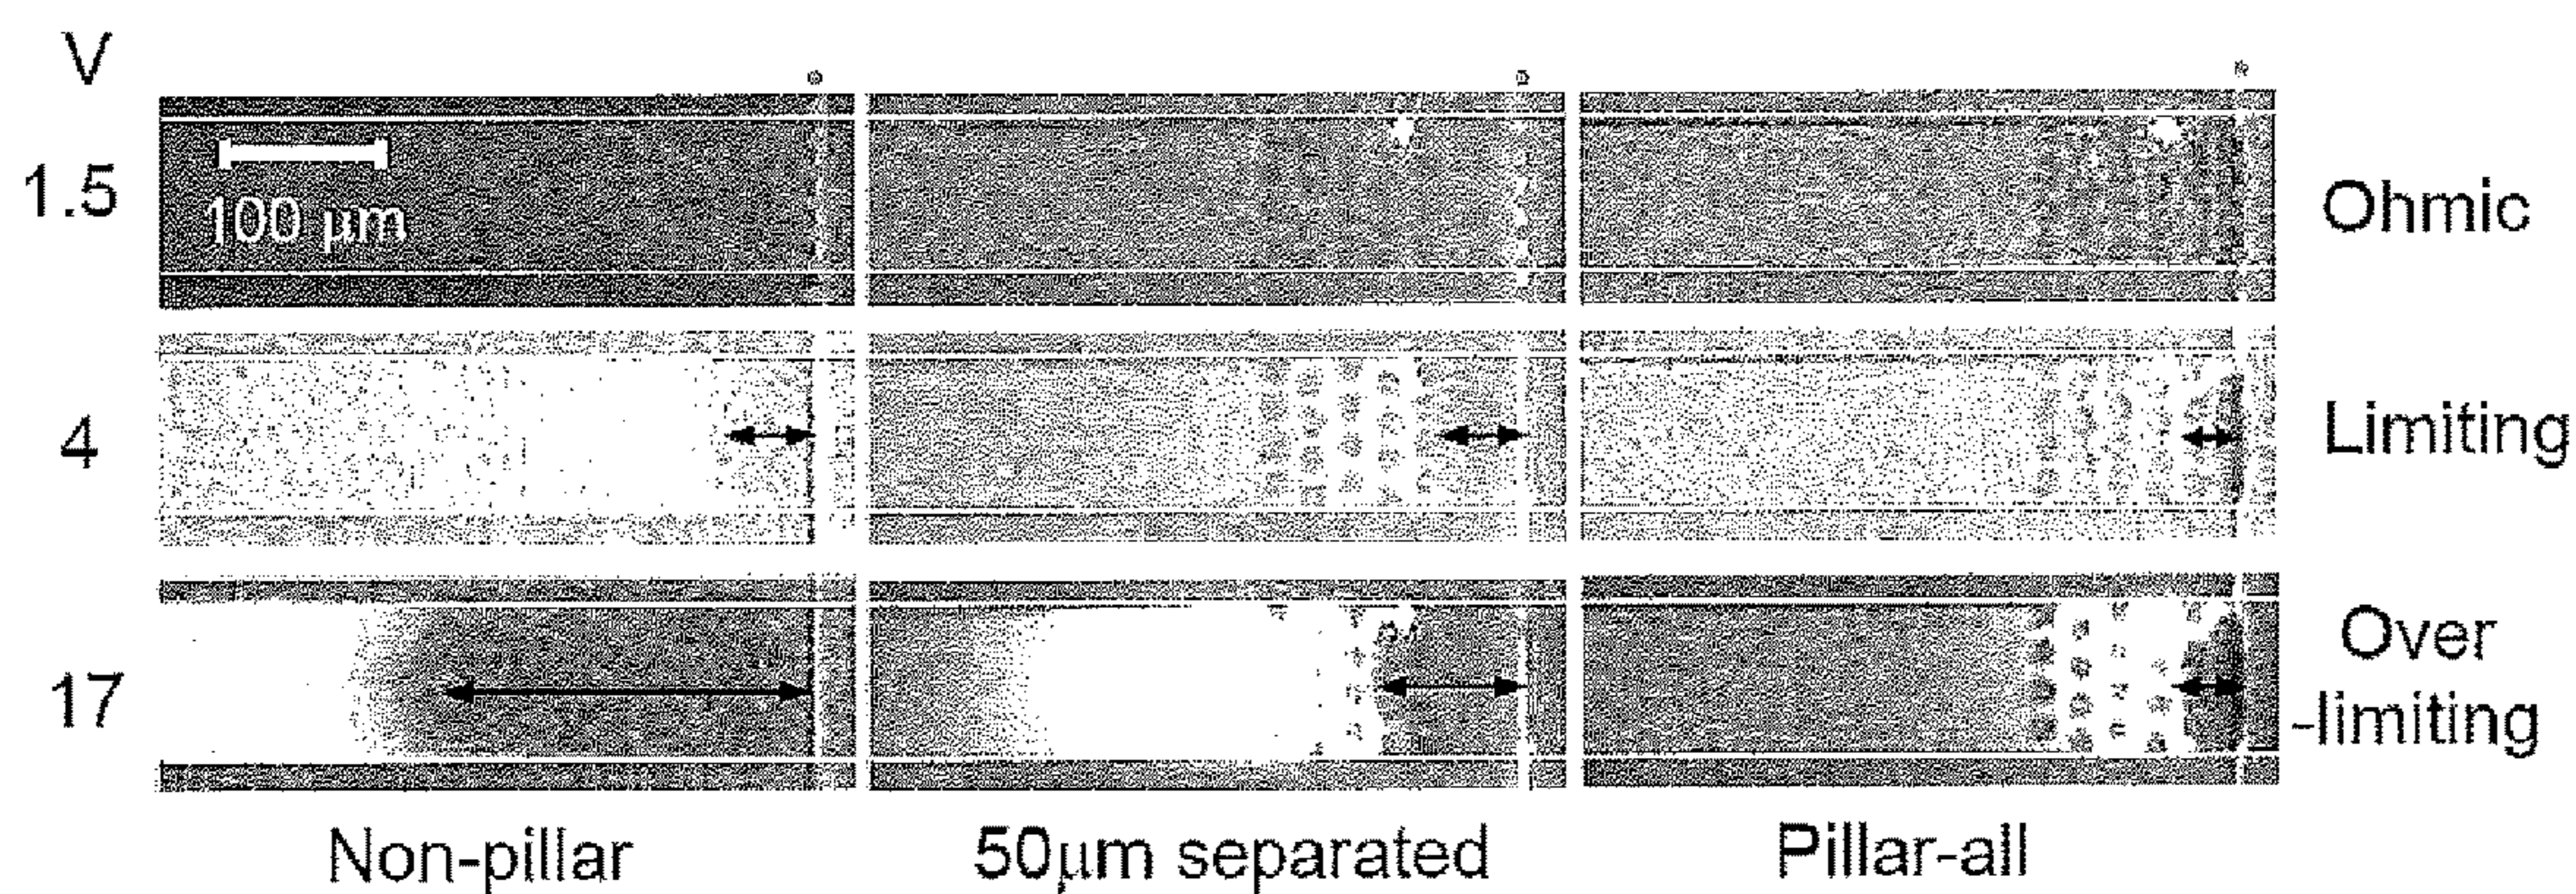 V
1.5
100 μm
Ohmic
4
Limiting
17
Over
-limiting
Non-pillar
50μm separated
Pillar-all